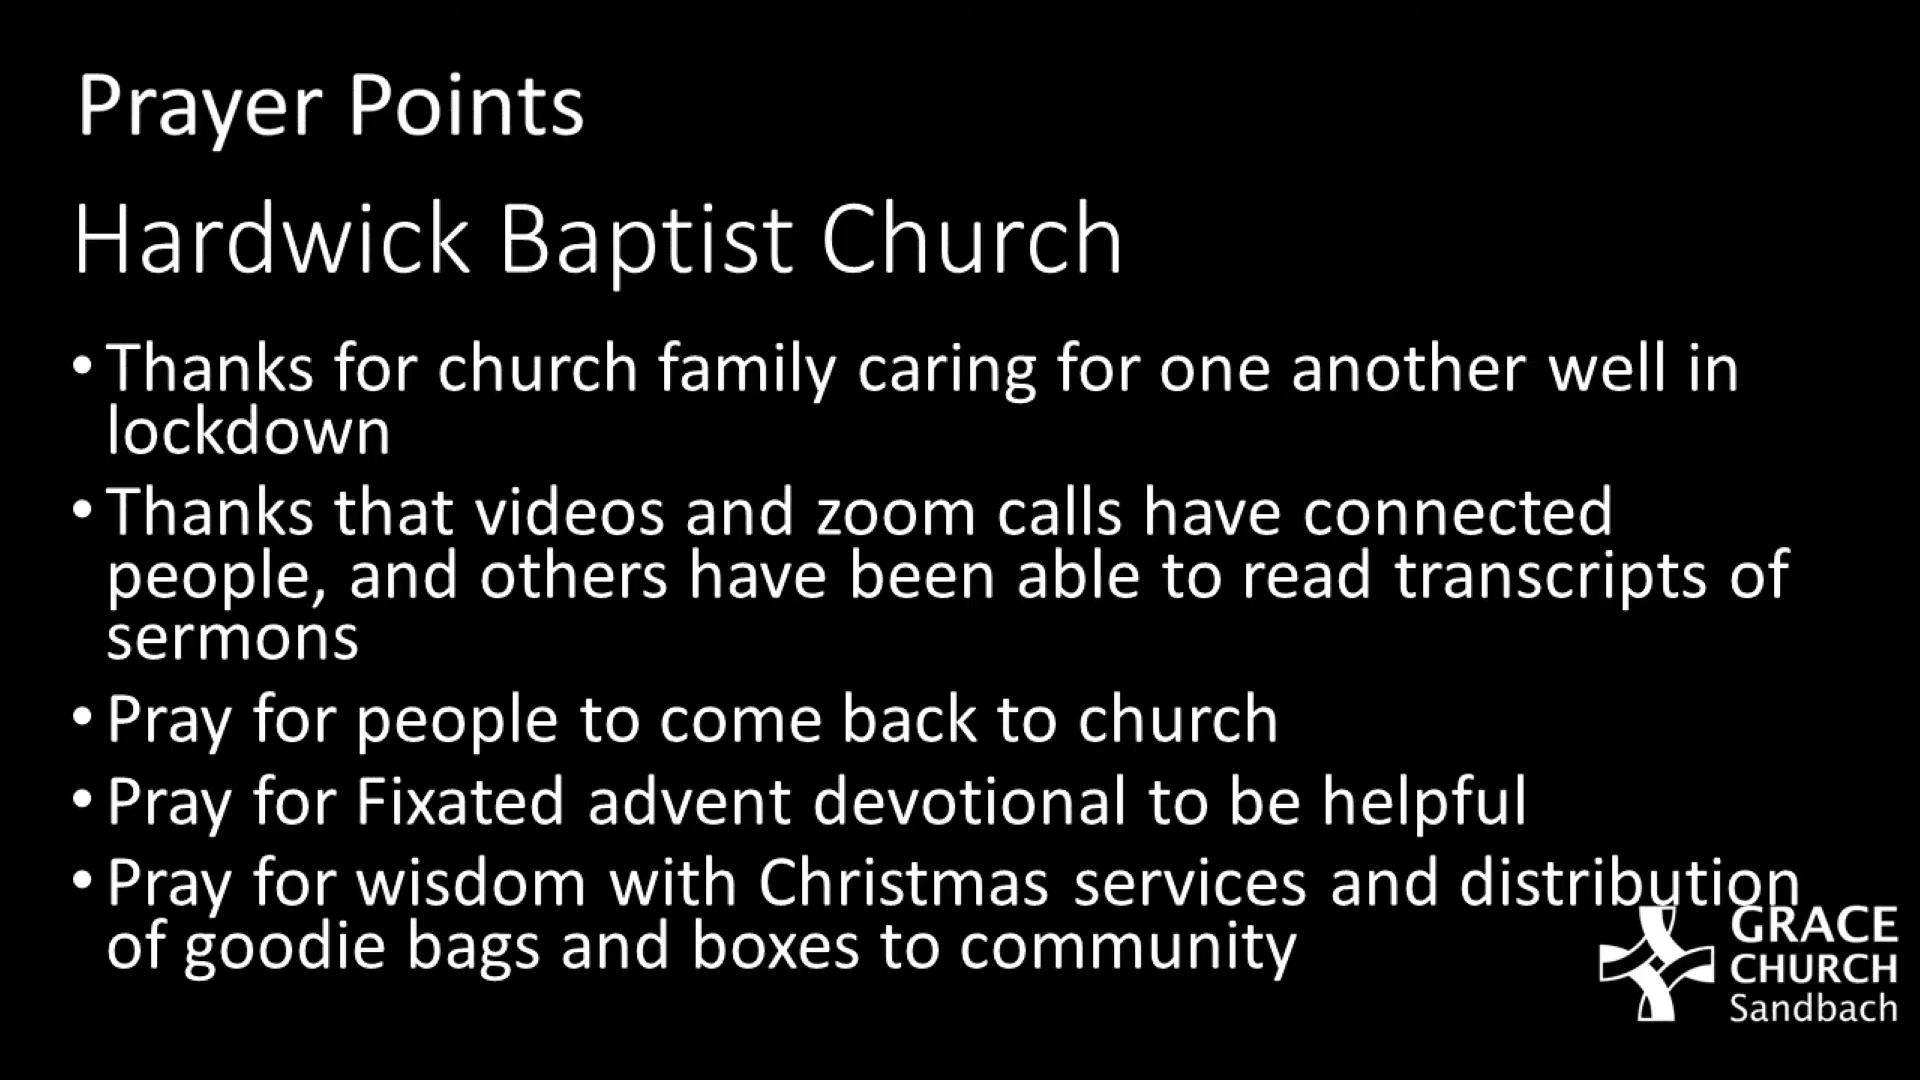 Prayer Points
Hardwick Baptist Church
• Thanks for church family caring for one another well in
lockdown
• Thanks that videos and zoom calls have connected
people, and others have been able to read transcripts of
sermons
• Pray for people to come back to church
• Pray for Fixated advent devotional to be helpful
• Pray for wisdom with Christmas services and distribution
of goodie bags and boxes to community
GRACE
CHURCH
Sandbach